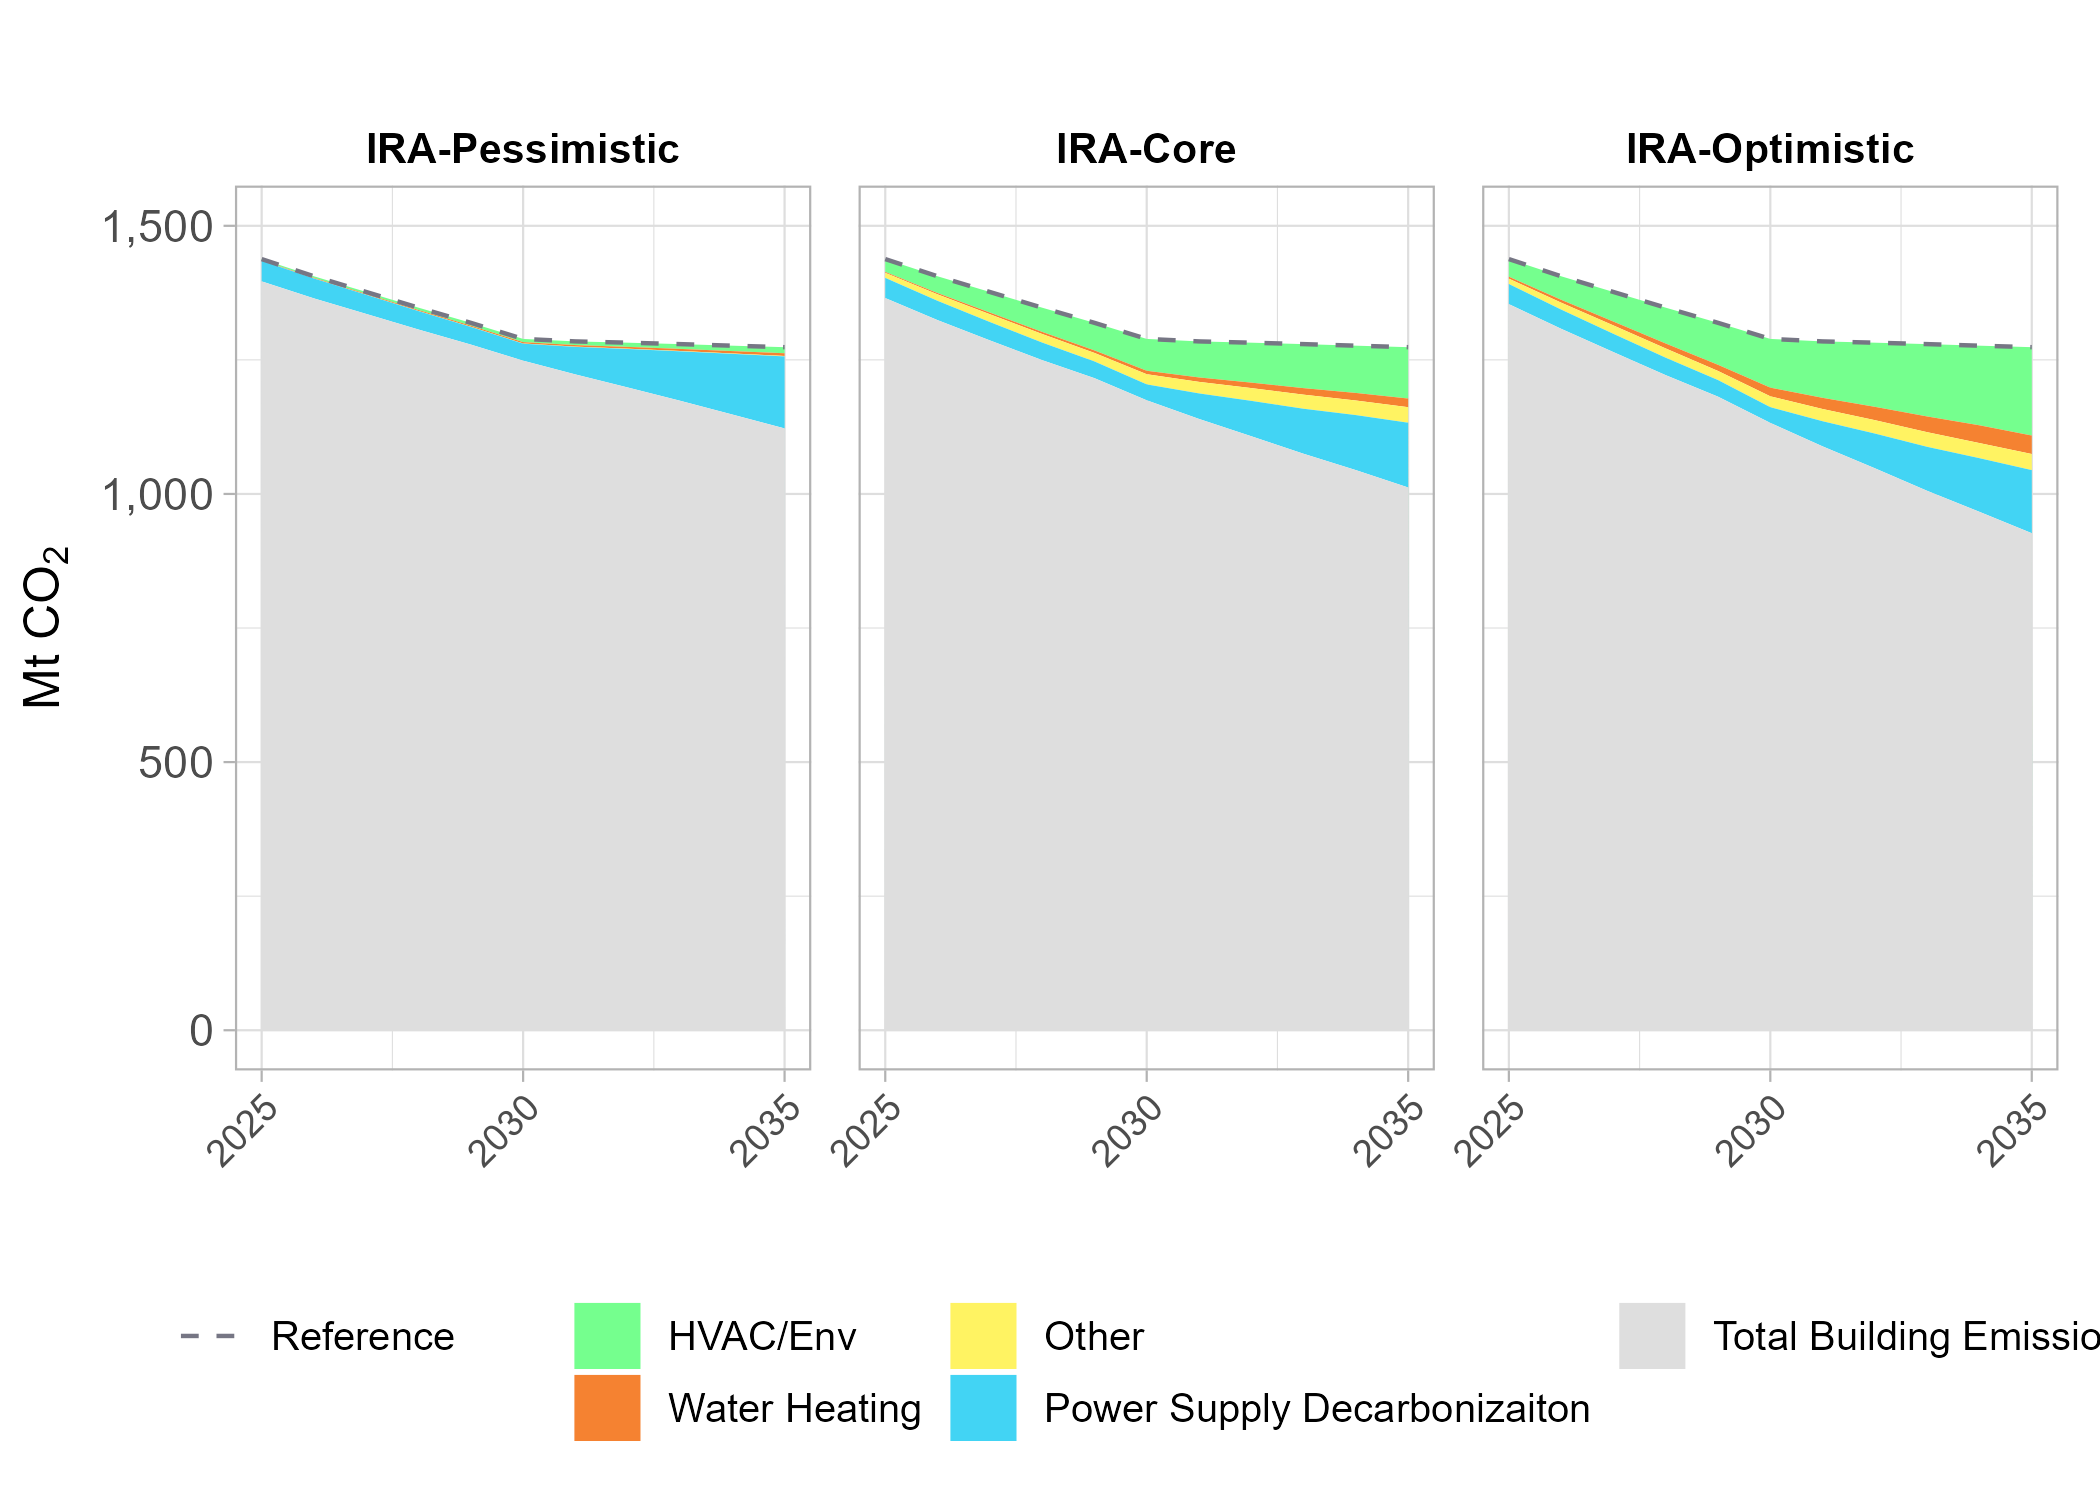 IRA-Pessimistic
IRA-Core
IRA-Optimistic
1,500
1,000
500
0
Mt CO₂
2025
2030
2035
2025
2030
2035
2025
2030
2035
Reference
HVAC/Env
Other
Total Building Emissio
Water Heating
Power Supply Decarbonizaiton